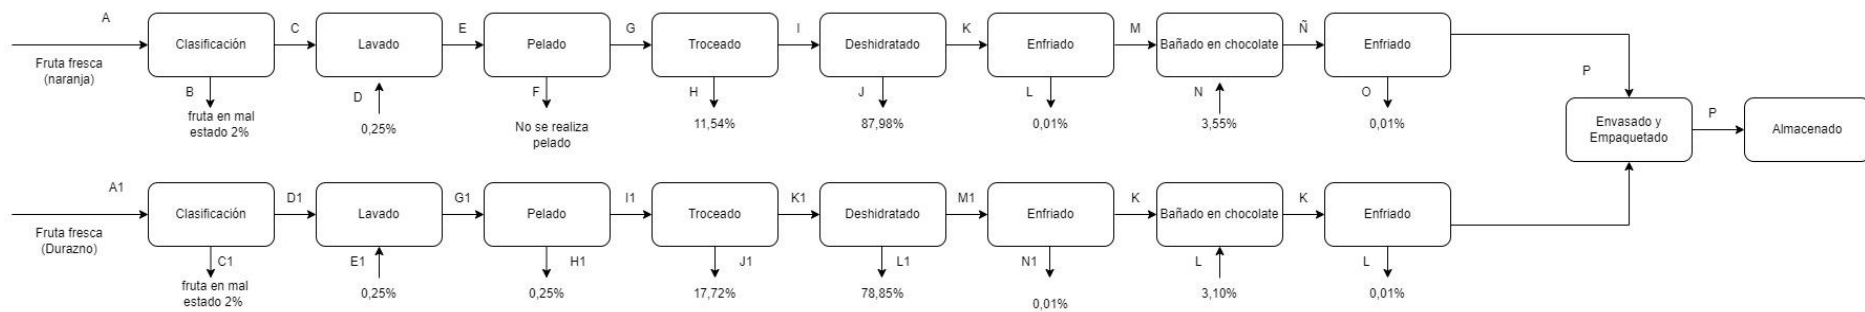 A
C
E
G
I
K
M
Ñ
Clasificación
Lavado
Pelado
Troceado
Deshidratado
Enfriado
Bañado en chocolate
Enfriado
Fruta fresca
(naranja)
B
D
F
H
J
L
N
O
P
fruta en mal
estado 2%
0,25%
No se realiza
pelado
11,54%
87,98%
0,01%
3,55%
0,01%
Envasado y
Empaquetado
P
Almacenado
A1
D1
G1
I1
K1
M1
K
K
Clasificación
Lavado
Pelado
Troceado
Deshidratado
Enfriado
Bañado en chocolate
Enfriado
Fruta fresca
(Durazno)
C1
E1
H1
J1
L1
N1
L
L
fruta en mal
estado 2%
0,25%
0,25%
17,72%
78,85%
0,01%
3,10%
0,01%